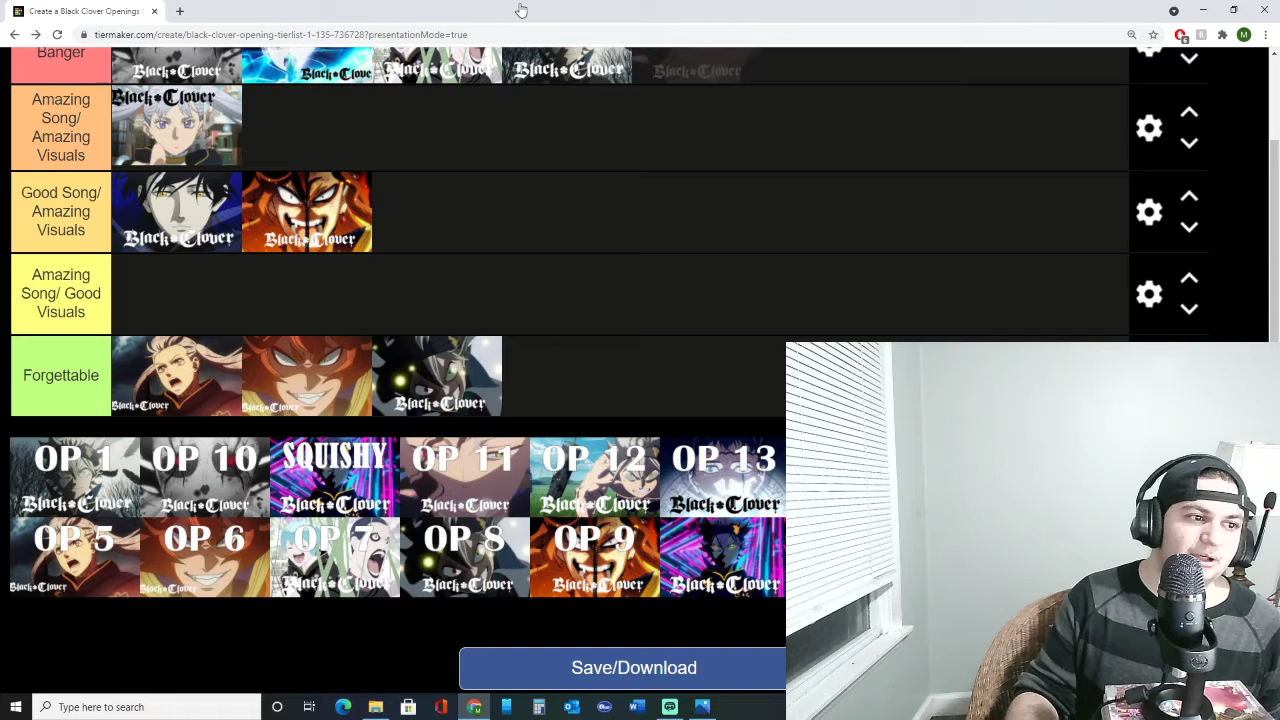 Create a Black Clover Openings (
tiermaker.com/create/black-clover-opening-tierlist-1-135-736728?presentationMode=true
M
Banger
Black Clover
Black Clove
Black Clover
Black Clover
Black Clover
Amazing
Song/
Amazing
Visuals
Black Clover
Good Song/
Amazing
Visuals
Black Clover
Black Clover
Amazing
Song/ Good
Visuals
Forgettable
Black Clover
Black Clover
Black Clover
OP 1
Black Clover
OP 10
Black Clover
SQUISHY
Black Clover
OP 11
Black Clover
OP 12
Black Clover
OP 13
Black Clover
OP 5
Black Clover
OP 6
Black Clover
OP 7
Black Clover
OP 8
Black Clover
OP 9
Black Clover
Black Clover
Save/Download
Type here to search